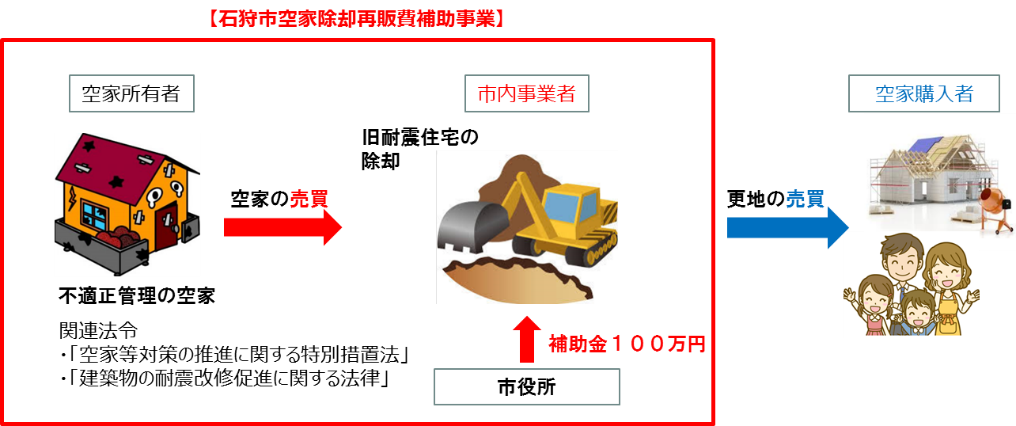 【石狩市空家除却再販費補助事業】
空家所有者
市内事業者
空家購入者
旧耐震住宅の
除却
空家の売買
更地の売買
不適正管理の空家
関連法令
・「空家等対策の推進に関する特別措置法」
・「建築物の耐震改修促進に関する法律」
補助金１００万円
市役所